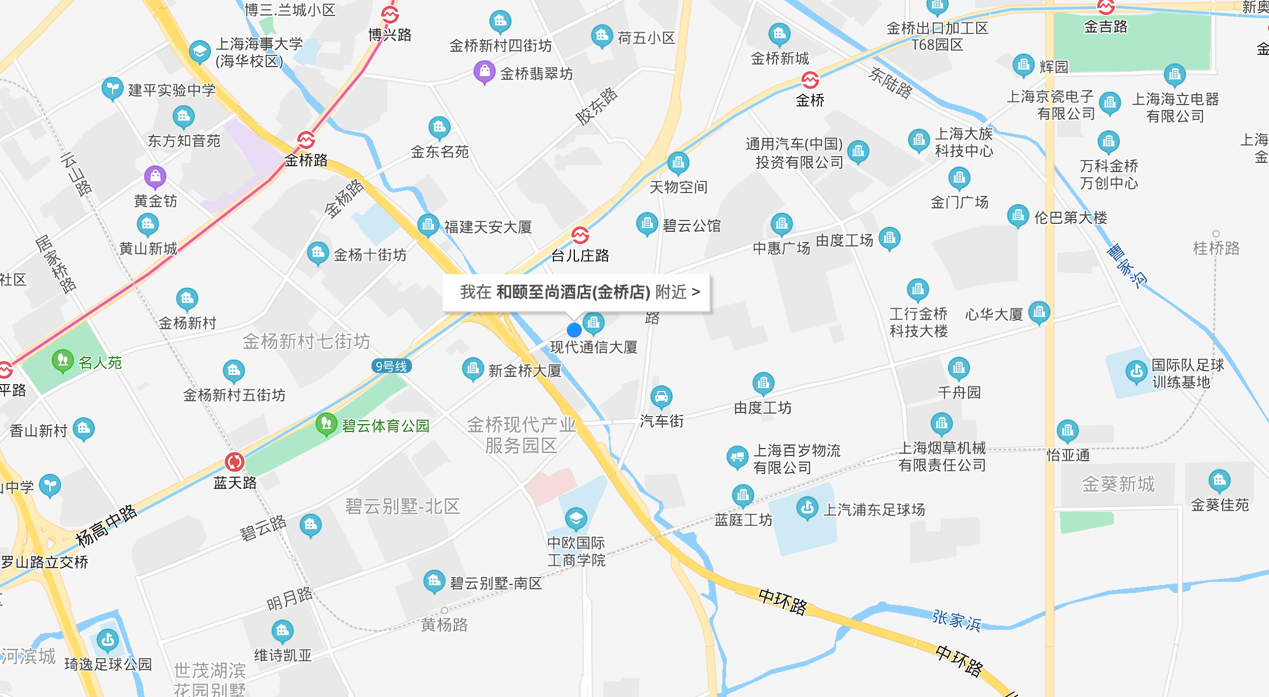 博三.兰城小区
博兴路
金桥新村四街坊
荷五小区
金桥出口加工区
T68园区
金吉路
新奥
上海海事大学
(海华校区)
金桥翡翠坊
金桥新城
辉园
建平实验中学
东方知音苑
金桥路
金东名苑
胶东路
金桥
东陆路
上海京瓷电子
有限公司
上海海立电器
有限公司
云山路
黄金钫
金杨路
天物空间
通用汽车(中国)
投资有限公司
上海大族
科技中心
万科金桥
万创中心
上海
金
金门广场
黄山新城
福建天安大厦
碧云公馆
中惠广场
由度工场
伦巴第大楼
居家桥路
金杨十街坊
台儿庄路
曹家沟
桂桥路
社区
我在 和颐至尚酒店(金桥店) 附近 >
路
金杨新村
金杨新村七街坊
现代通信大厦
工行金桥
科技大楼
心华大厦
名人苑
9号线
新金桥大厦
平路
金杨新村五街坊
汽车街
由度工坊
千舟园
国际队足球
训练基地
香山新村
碧云体育公园
金桥现代产业
服务园区
上海百岁物流
有限公司
上海烟草机械
有限责任公司
怡亚通
蓝天路
山中学
碧云别墅-北区
蓝庭工坊
上汽浦东足球场
金葵新城
金葵佳苑
杨高中路
碧云路
中欧国际
工商学院
罗山路立交桥
碧云别墅-南区
明月路
黄杨路
中环路
张家浜
河滨城
琦逸足球公园
维诗凯亚
世茂湖滨
花园别墅
中环路